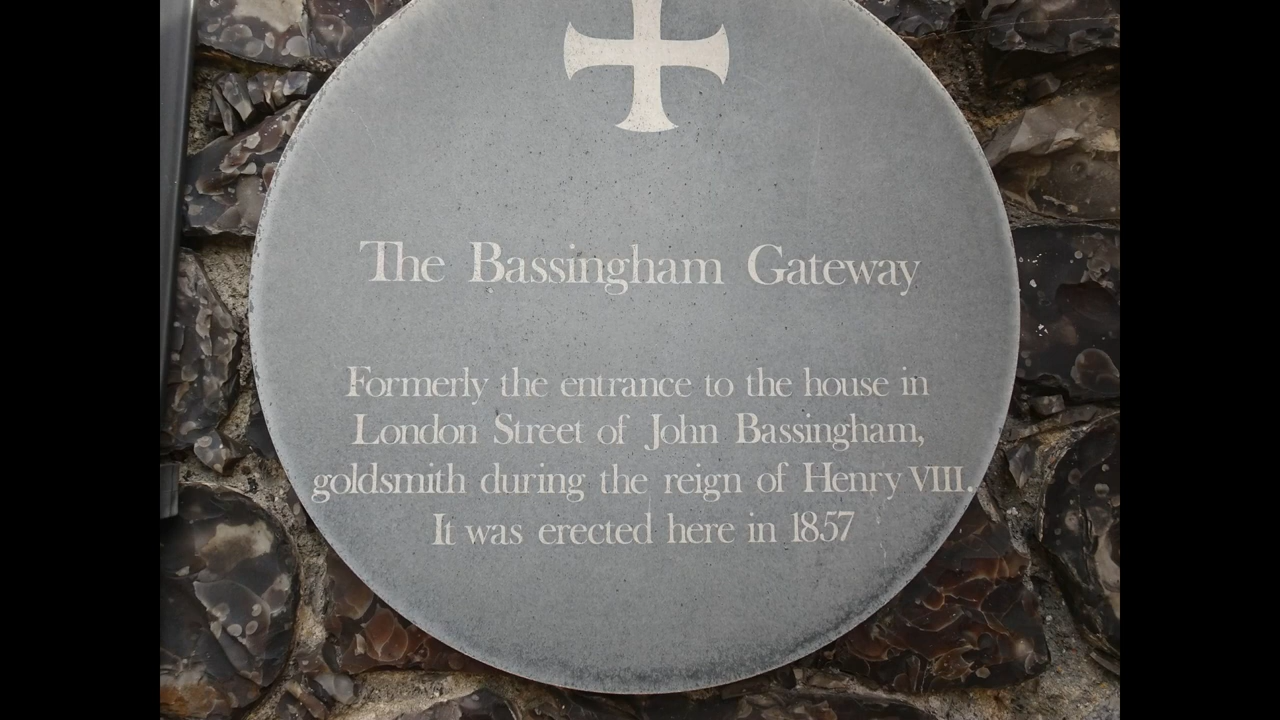 The Bassingham Gateway
Formerly the entrance to the house in
London Street of John Bassingham,
goldsmith during the reign of Henry VIII.
It was erected here in 1857